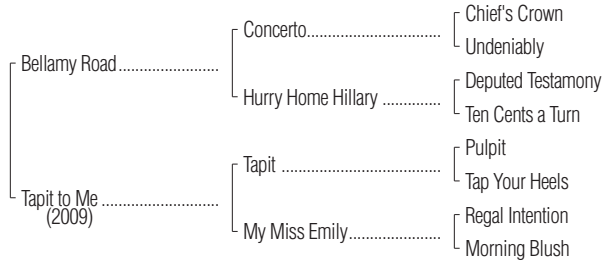 Chief's Crown
Concerto
Undeniably
Bellamy Road
Deputed Testamony
Hurry Home Hillary
Ten Cents a Turn
Pulpit
Tapit
Tap Your Heels
Tapit to Me
(2009)
Regal Intention
My Miss Emily
Morning Blush